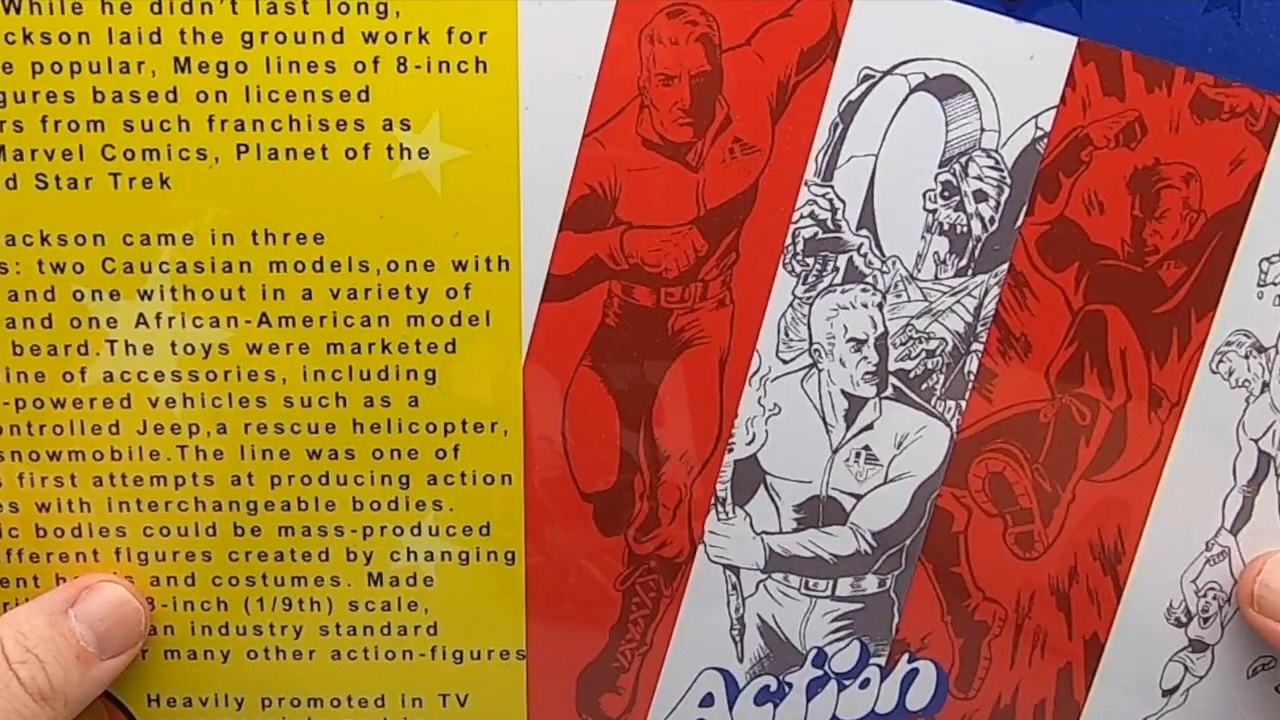 While he didn't last long,
ckson laid the ground work for
e popular, Mego lines of 8-inch
gures based on licensed
rs from such franchises as
Marvel Comics, Planet of the
d Star Trek
ackson came in three
s: two Caucasian models,one with
and one without in a variety of
and one African-American model
beard.The toys were marketed
ine of accessories, including
-powered vehicles such as a
ontrolled Jeep,a rescue helicopter,
snowmobile.The line was one of
s first attempts at producing action
es with interchangeable bodies.
ic bodies could be mass-produced
ifferent figures created by changing
ent and costumes. Made
8-inch (1/9th) scale,
an industry standard
r many other action-figures
Heavily promoted in TV
Action